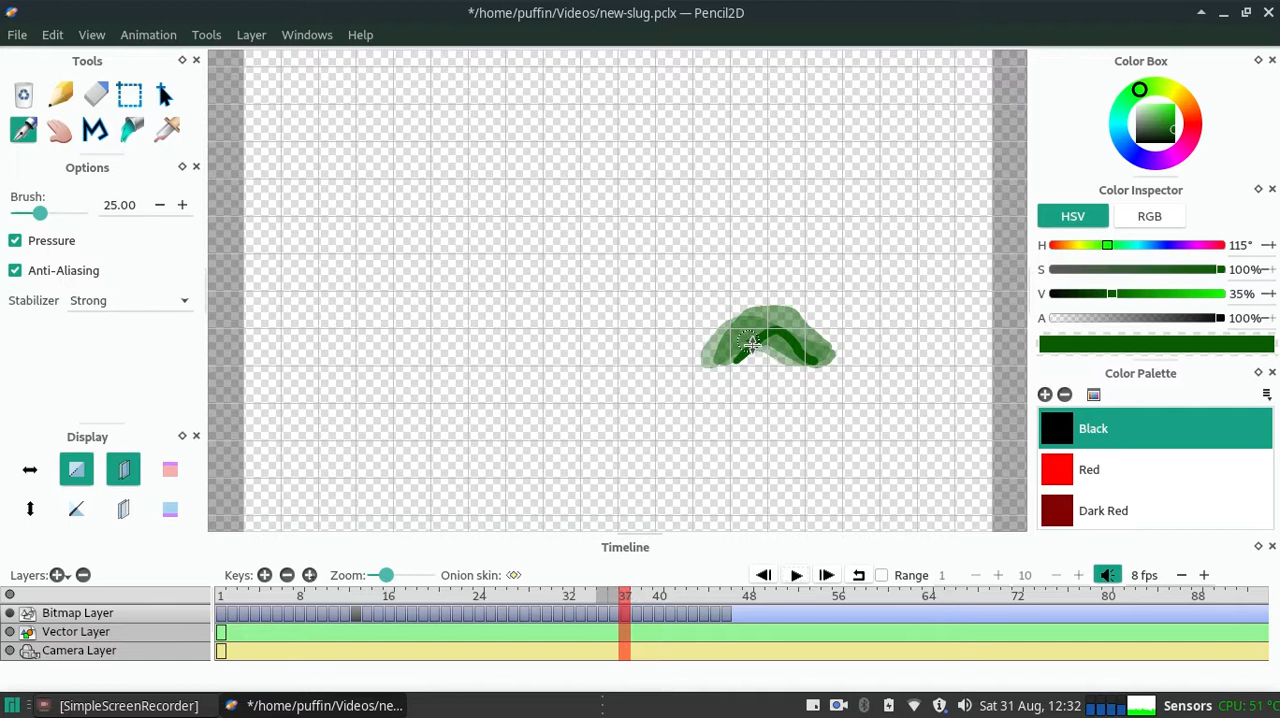 */home/puffin/Videos/new-slug.pclx — Pencil2D
File Edit View Animation Tools Layer Windows Help
Tools
Options
Brush:
25.00
Pressure
Anti-Aliasing
Stabilizer Strong
Display
Color Box
Color Inspector
HSV RGB
H 115°
S 100%
V 35%
A 100%
Color Palette
Black
Red
Dark Red
Timeline
Layers: Keys: Zoom: Onion skin: Range 1 10 8 fps
1 8 16 24 32 37 40 48 56 64 72 80 88
Bitmap Layer
Vector Layer
Camera Layer
[SimpleScreenRecorder] */home/puffin/Videos/ne... Sat 31 Aug, 12:32 Sensors CPU: 51 °